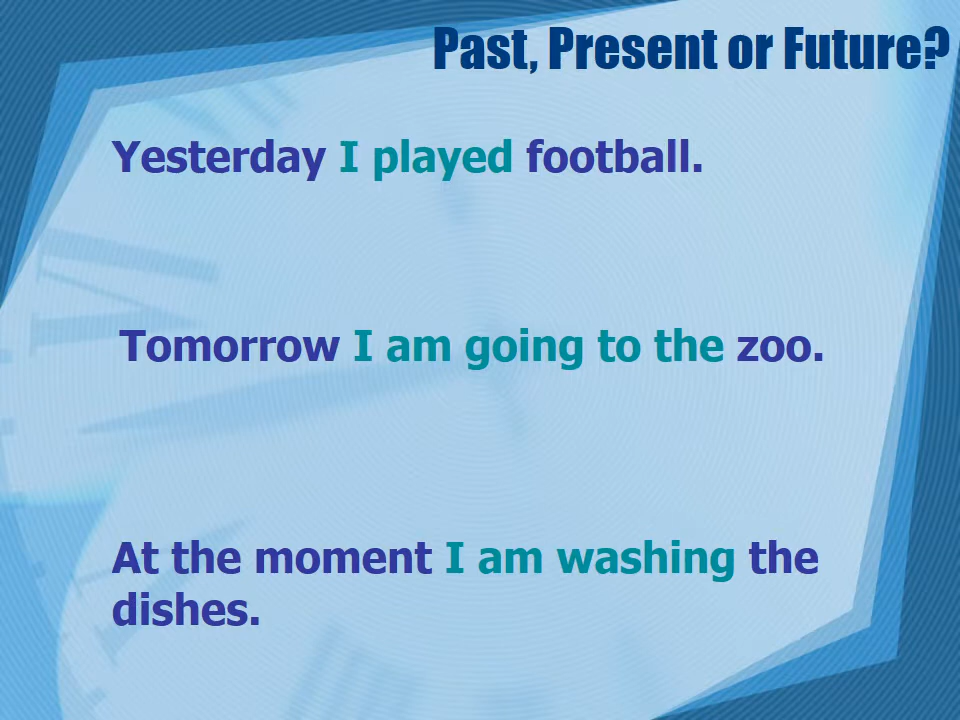 Past, Present or Future?
Yesterday I played football.
Tomorrow I am going to the zoo.
At the moment I am washing the
dishes.